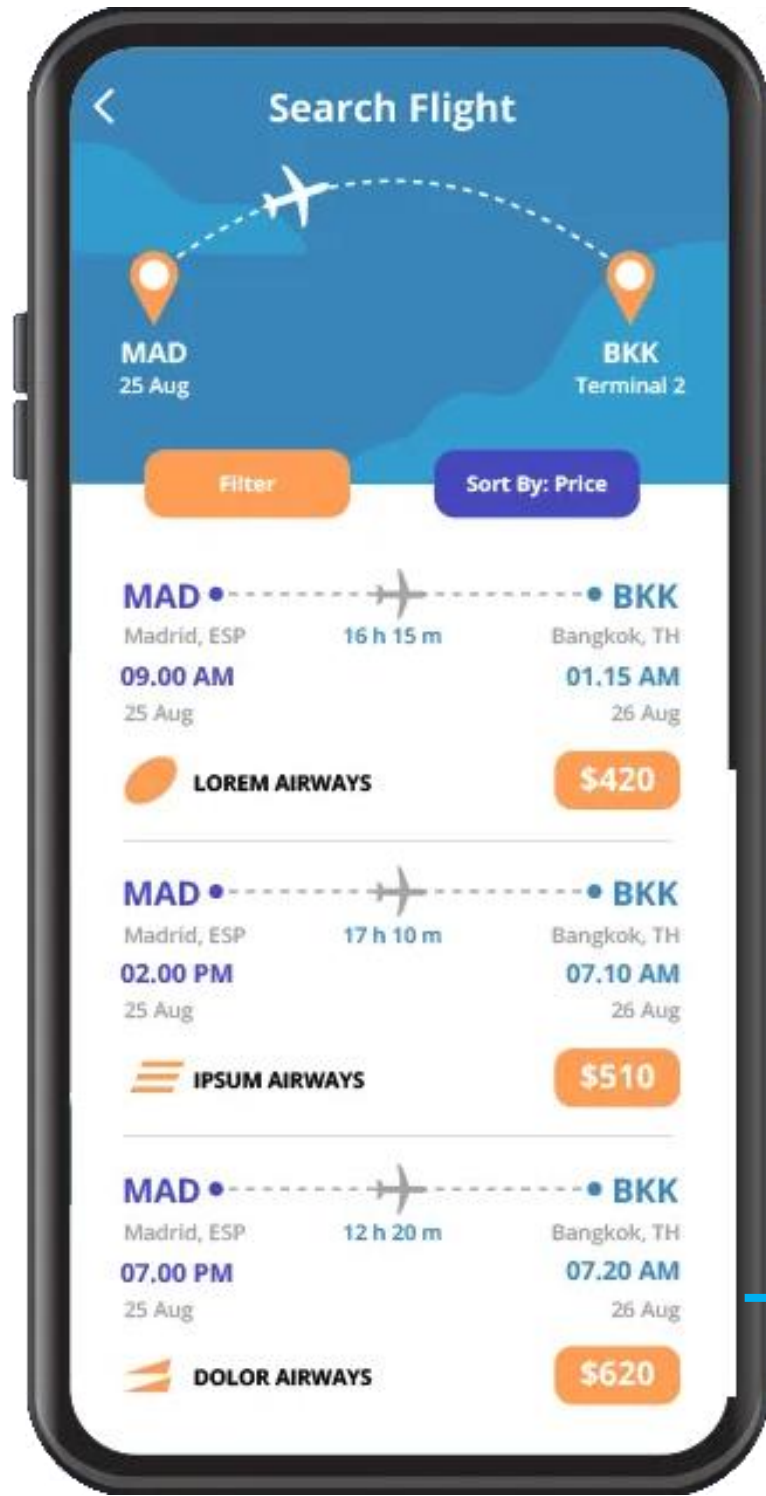 Search Flight
MAD BKK
25 Aug Terminal 2
Filter Sort By: Price
MAD BKK
Madrid, ESP 16 h 15 m Bangkok, TH
09.00 AM 01.15 AM
25 Aug 26 Aug
LOREM AIRWAYS $420
MAD BKK
Madrid, ESP 17 h 10 m Bangkok, TH
02.00 PM 07.10 AM
25 Aug 26 Aug
IPSUM AIRWAYS $510
MAD BKK
Madrid, ESP 12 h 20 m Bangkok, TH
07.00 PM 07.20 AM
25 Aug 26 Aug
DOLOR AIRWAYS $620